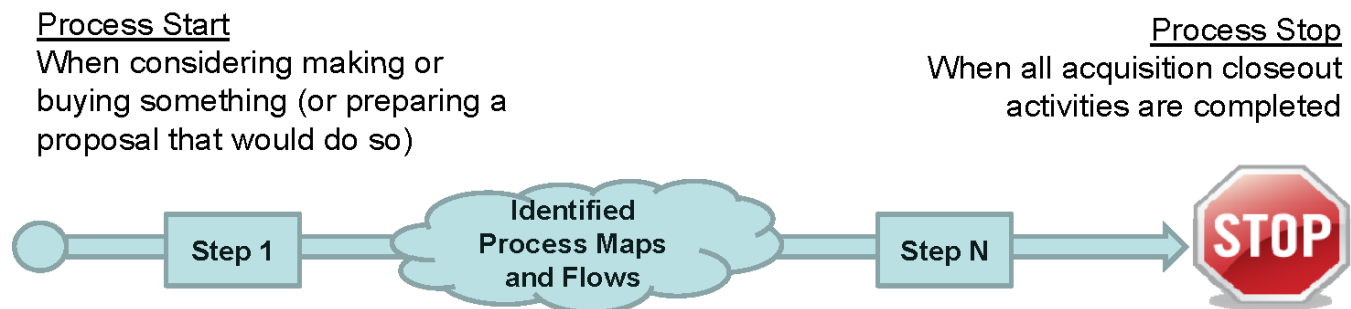 Process Start
When considering making or
buying something (or preparing a
proposal that would do so)
Process Stop
When all acquisition closeout
activities are completed
Step 1
Identified
Process Maps
and Flows
Step N
STOP